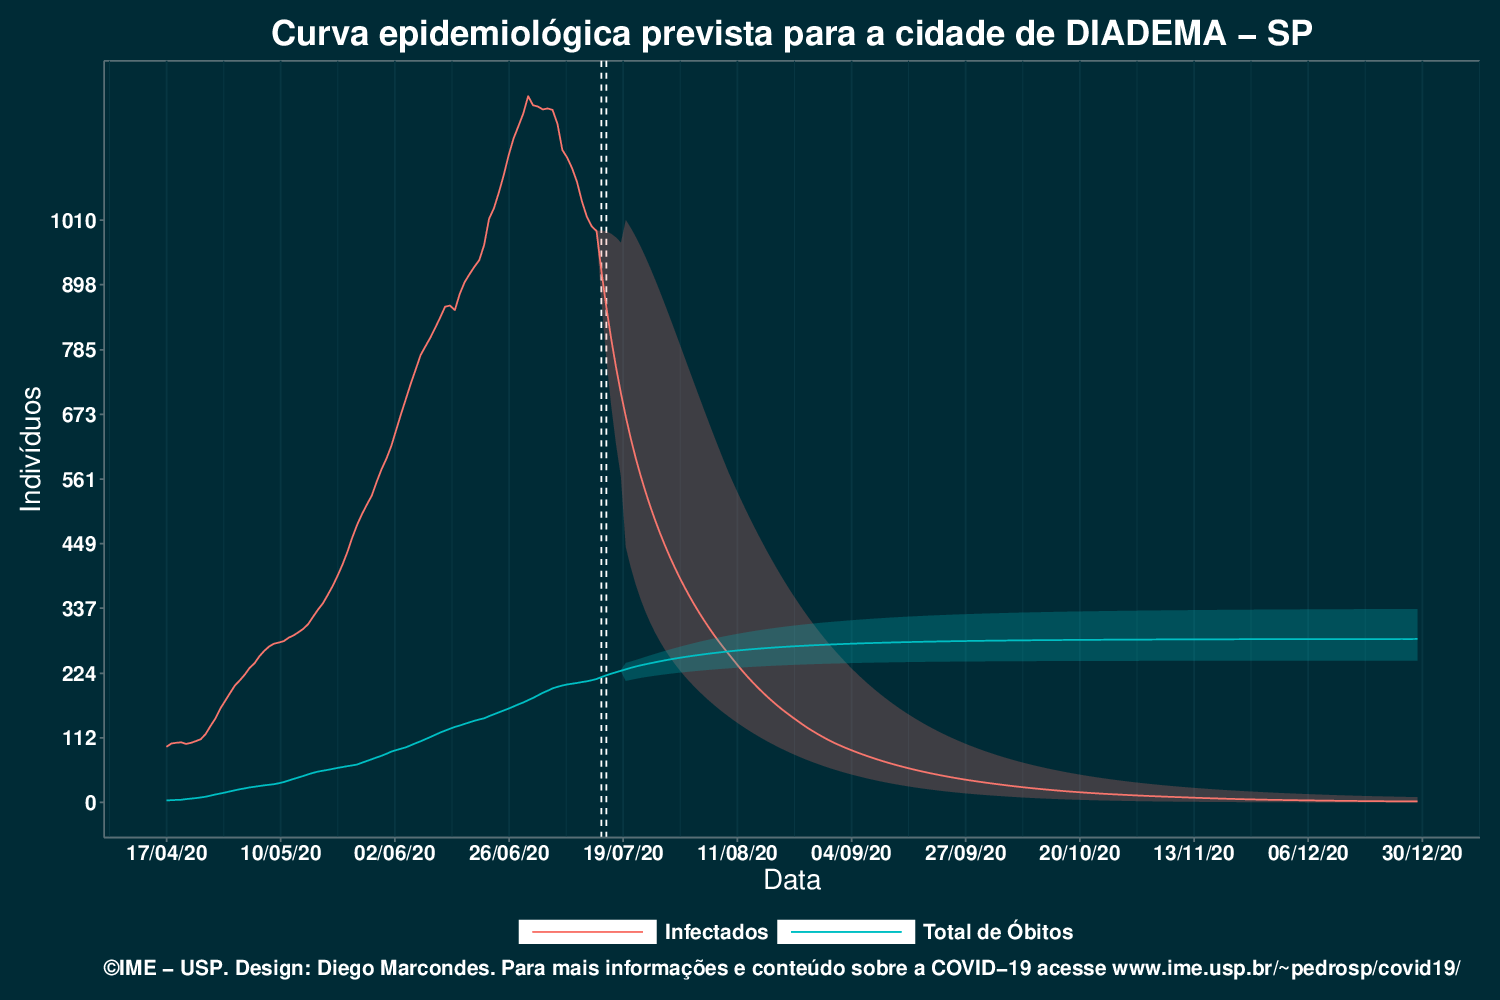 Curva epidemiológica prevista para a cidade de DIADEMA − SP
Indivíduos
1010
898
785
673
561
449
337
224
112
0
17/04/20 10/05/20 02/06/20 26/06/20 19/07/20 11/08/20 04/09/20 27/09/20 20/10/20 13/11/20 06/12/20 30/12/20
Data
Infectados Total de Óbitos
©IME − USP. Design: Diego Marcondes. Para mais informações e conteúdo sobre a COVID−19 acesse www.ime.usp.br/~pedrosp/covid19/